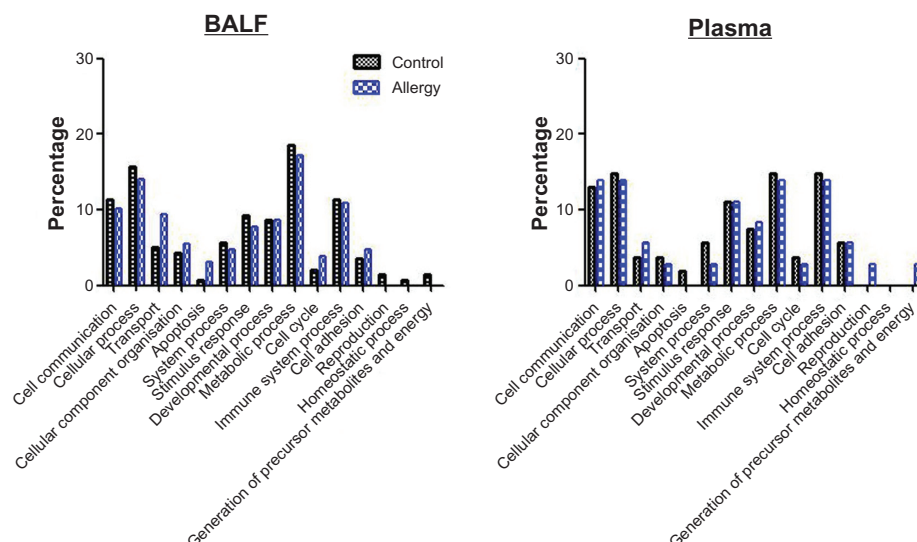 BALF
Plasma
30
20
10
0
Percentage
Control
Allergy
Cell communication
Cellular process
Transport
Cellular component organisation
Apoptosis
System process
Stimulus response
Developmental process
Metabolic process
Cell cycle
Immune system process
Cell adhesion
Reproduction
Homeostatic process
Generation of precursor metabolites and energy
30
20
10
0
Percentage
Cell communication
Cellular process
Transport
Cellular component organisation
Apoptosis
System process
Stimulus response
Developmental process
Metabolic process
Cell cycle
Immune system process
Cell adhesion
Reproduction
Homeostatic process
Generation of precursor metabolites and energy